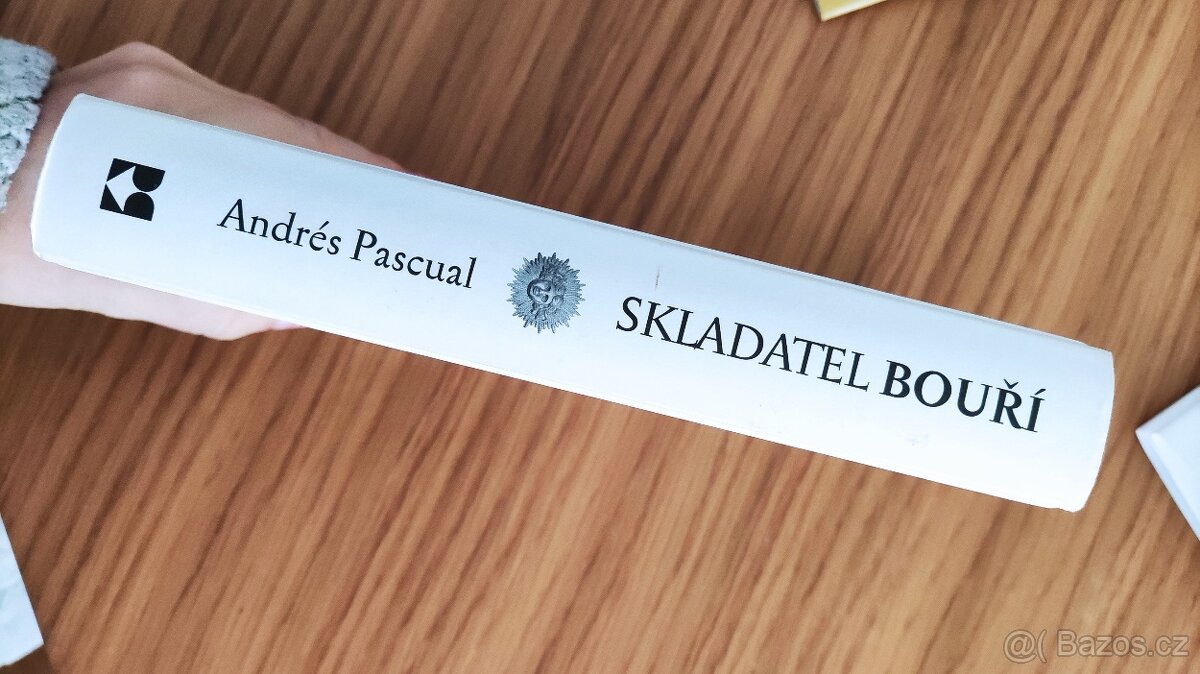 Andrés Pascual
SKLADATEL BOUŘÍ
@( Bazos.cz